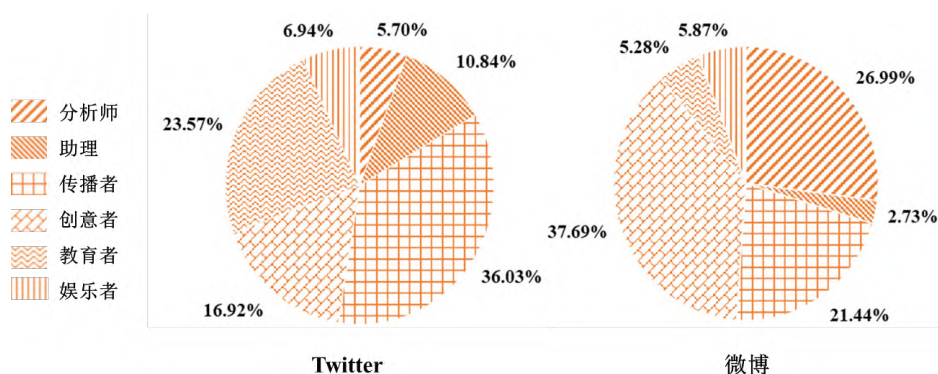 分析师
助理
传播者
创意者
教育者
娱乐者
6.94%
5.70%
10.84%
23.57%
36.03%
16.92%
Twitter
5.28%
5.87%
26.99%
2.73%
37.69%
21.44%
微博